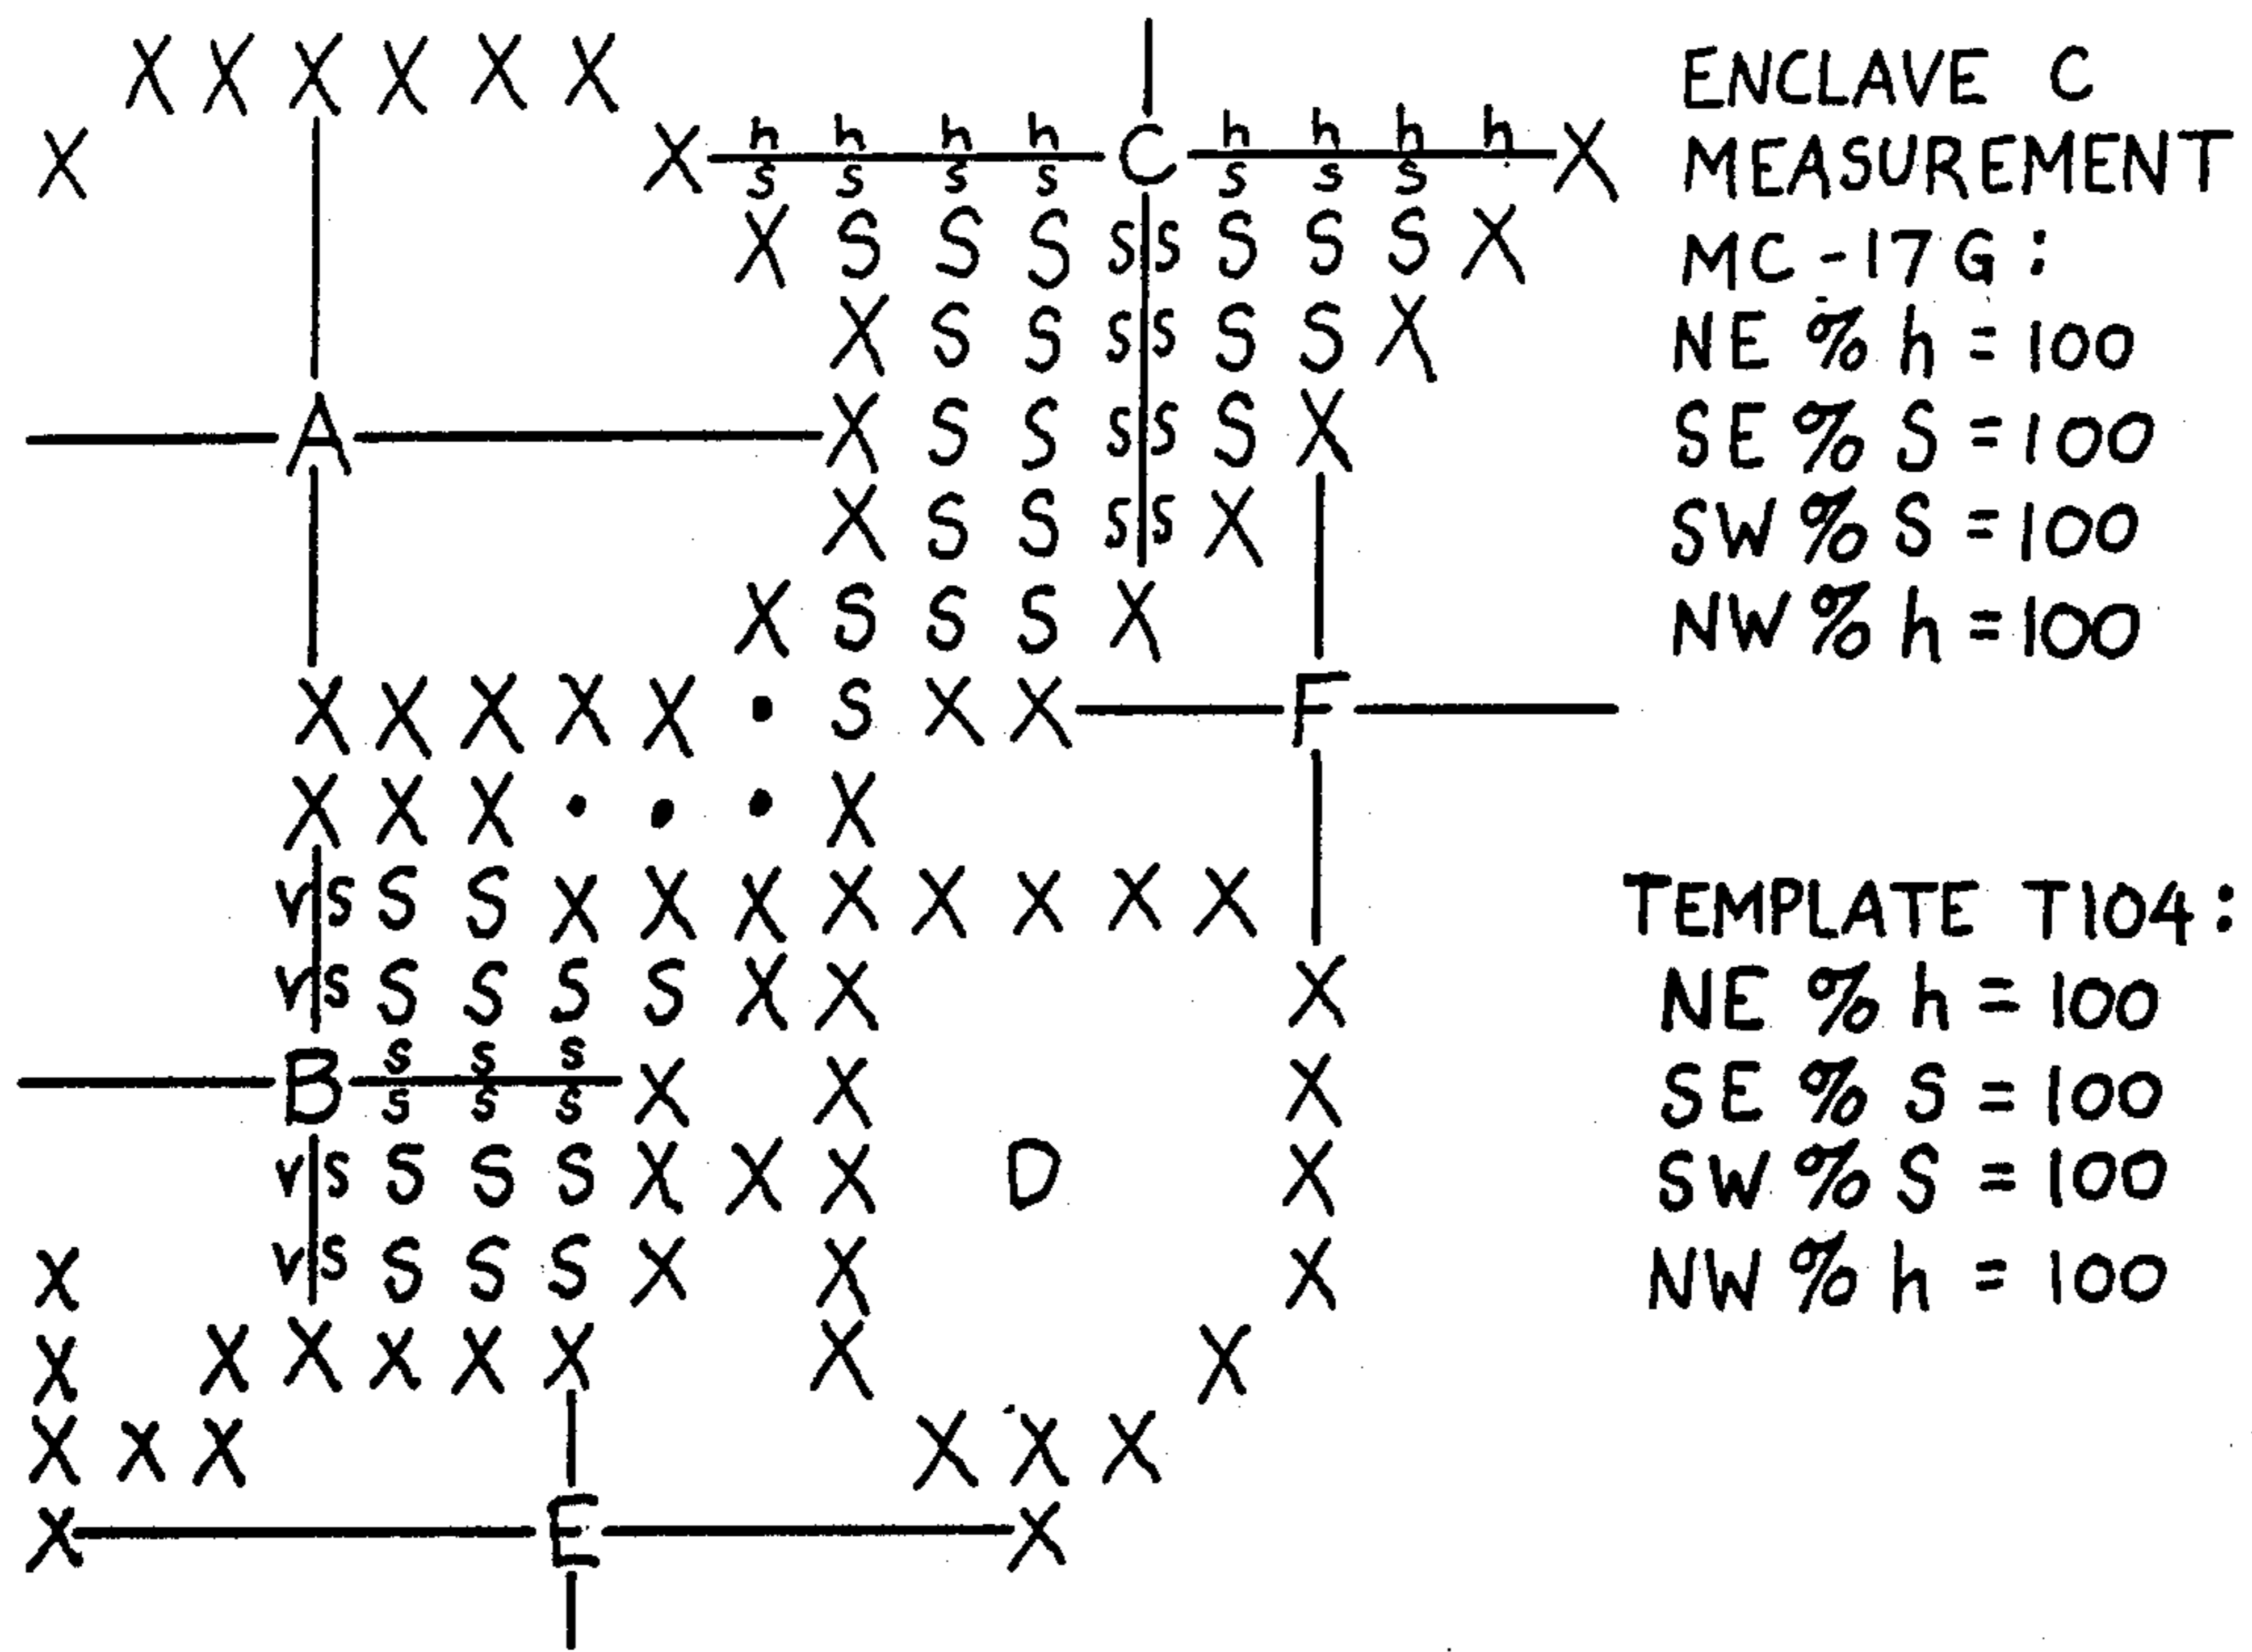 X X X X X X
X X h h h h C h h h h X
s s s s s s s
X S S S s s S S S X
X S S s s S S X
A X S S s s S X
X S S s s X
X S S S X
X X X X X • S X X F
X X X • • • X
v s S S X X X X X X X X
v s S S S S X X X
s s s
B X X X
s s s
v s S S S X X X D X
X v s S S S X X X
X X X X X X X X
X X X X X X
X E X
ENCLAVE C
MEASUREMENT
MC-17G:
NE % h = 100
SE % S = 100
SW % S = 100
NW % h = 100
TEMPLATE T104:
NE % h = 100
SE % S = 100
SW % S = 100
NW % h = 100